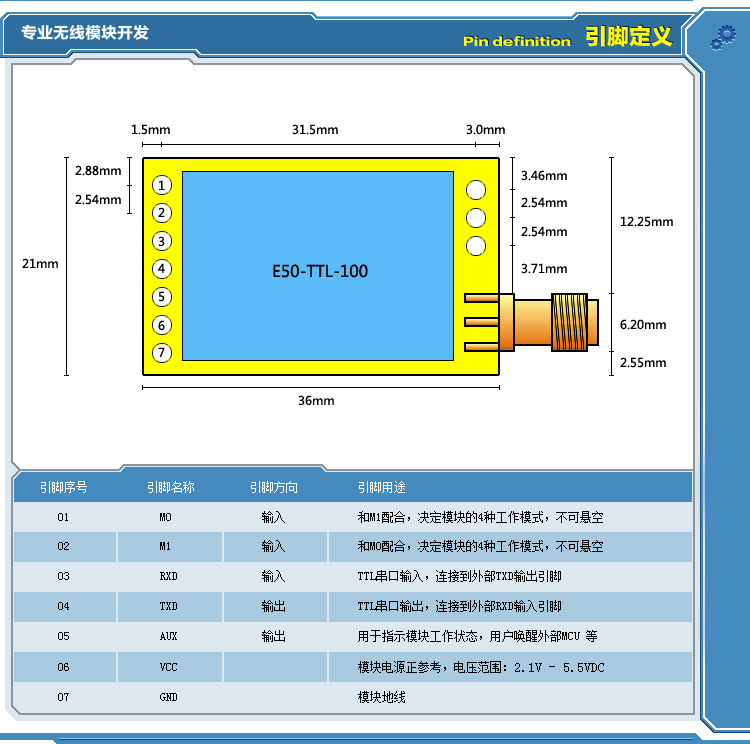 专业无线模块开发
Pin definition 引脚定义
1.5mm 31.5mm 3.0mm
2.88mm
2.54mm
21mm
1
2
3
4
5
6
7
E50-TTL-100
3.46mm
2.54mm
2.54mm
3.71mm
12.25mm
6.20mm
2.55mm
36mm
引脚序号 引脚名称 引脚方向 引脚用途
01 M0 输入 和M1配合，决定模块的4种工作模式，不可悬空
02 M1 输入 和M0配合，决定模块的4种工作模式，不可悬空
03 RXD 输入 TTL串口输入，连接到外部TXD输出引脚
04 TXD 输出 TTL串口输出，连接到外部RXD输入引脚
05 AUX 输出 用于指示模块工作状态，用户唤醒外部MCU 等
06 VCC 模块电源正参考，电压范围：2.1V - 5.5VDC
07 GND 模块地线